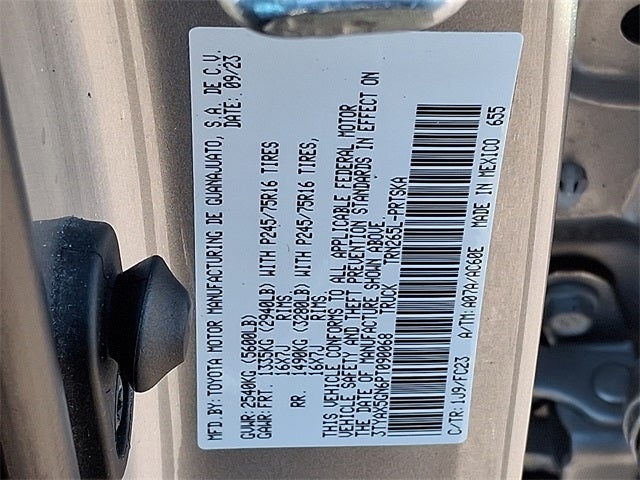 MFD.BY:TOYOTA MOTOR MANUFACTURING DE GUANAJUATO, S.A. DE C.V.
DATE: 09/23
GVWR:2540KG (5600LB)
GAWR:FRT. 1335KG (2940LB) WITH P245/75R16 TIRES,
16X7J RIMS
RR. 1490KG (3280LB) WITH P245/75R16 TIRES,
16X7J RIMS
THIS VEHICLE CONFORMS TO ALL APPLICABLE FEDERAL MOTOR
VEHICLE SAFETY AND THEFT PREVENTION STANDARDS IN EFFECT ON
THE DATE OF MANUFACTURE SHOWN ABOVE.
3TYAX5GN6PT090060 TRUCK TRN265L-PRTSKA
C/TR:1J9/FC23 A/TM:A07A/AC60E MADE IN MEXICO 655